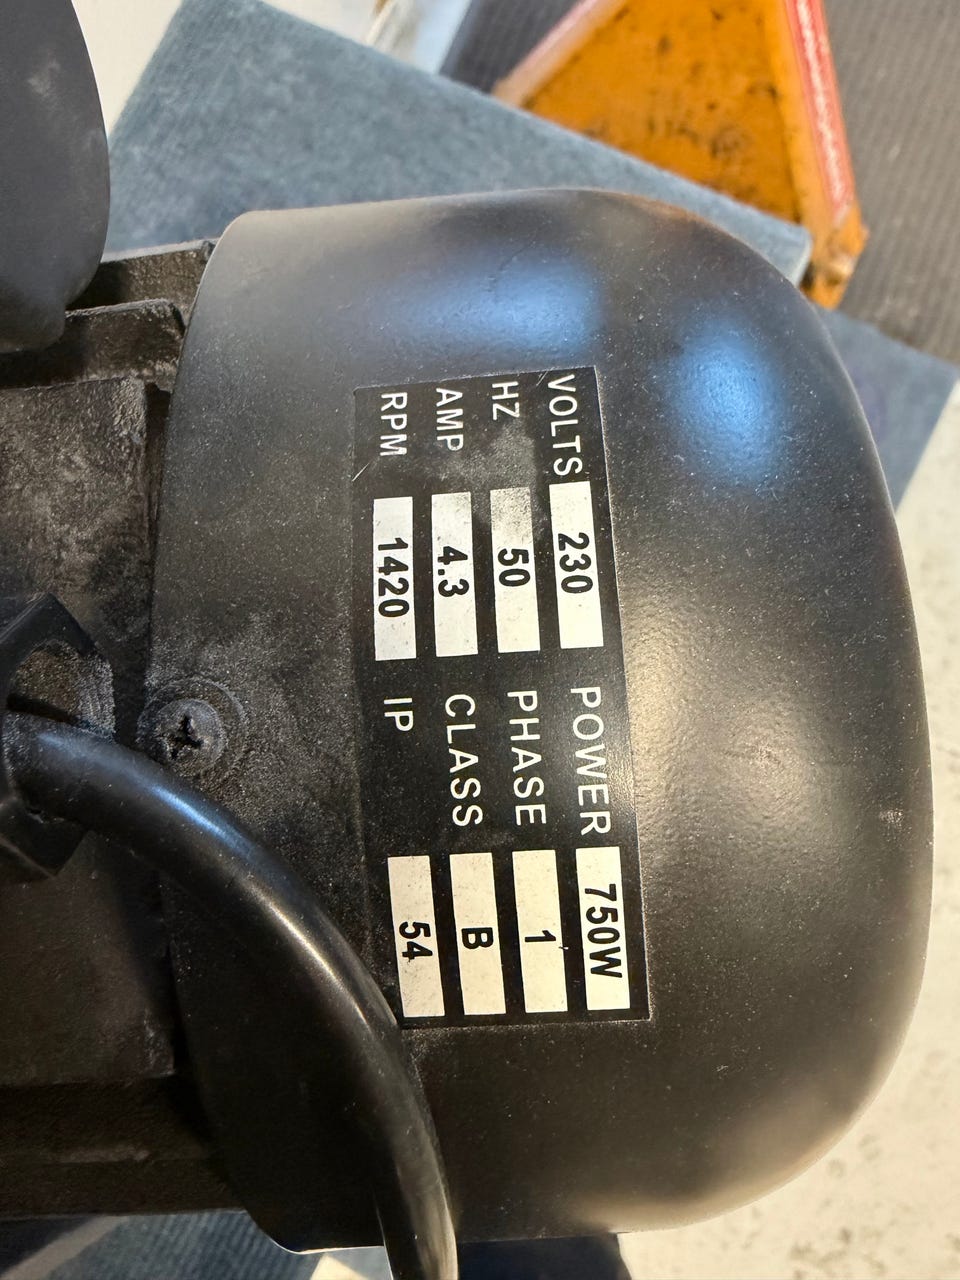 VOLTS 230 POWER 750W
HZ 50 PHASE 1
AMP 4.3 CLASS B
RPM 1420 IP 54